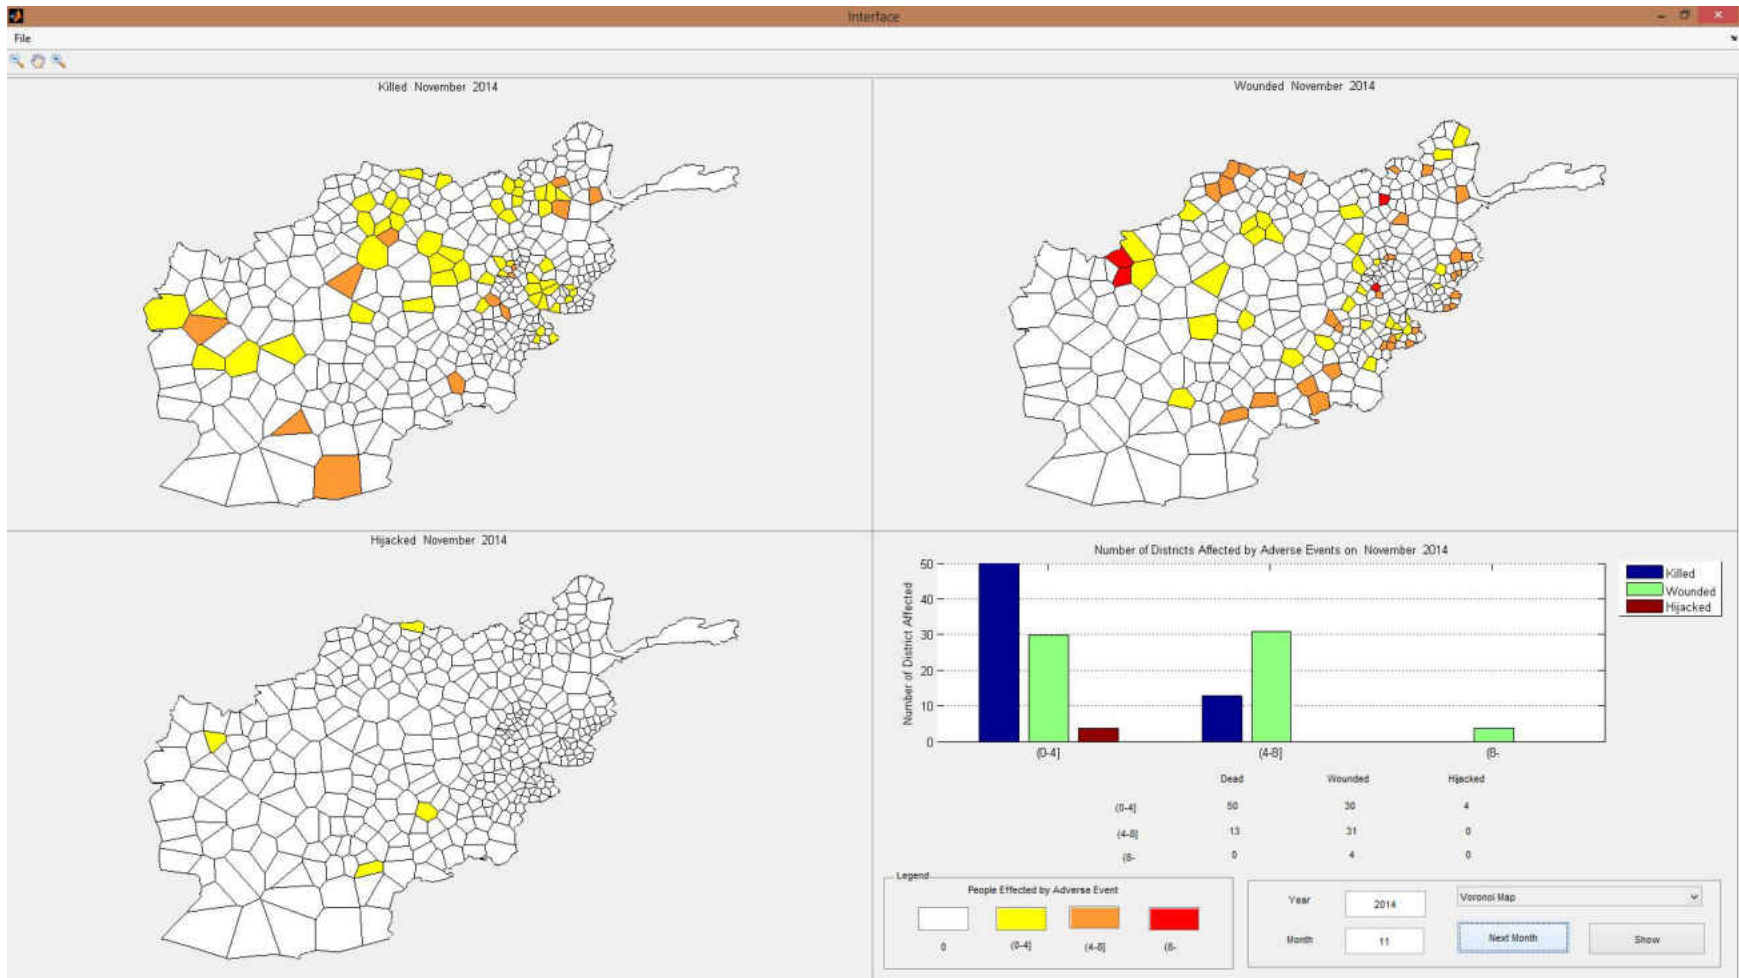 Interface
File
Killed November 2014
Wounded November 2014
Hijacked November 2014
Number of Districts Affected by Adverse Events on November 2014
Number of District Affected
50
40
30
20
10
0
(0-4]
(4-8]
(8-
Killed
Wounded
Hijacked
Dead Wounded Hijacked
(0-4] 50 30 4
(4-8] 13 31 0
(8- 0 4 0
Legend
People Effected by Adverse Event
0 (0-4] (4-8] (8-
Year 2014 Voronoi Map
Month 11 Next Month Show